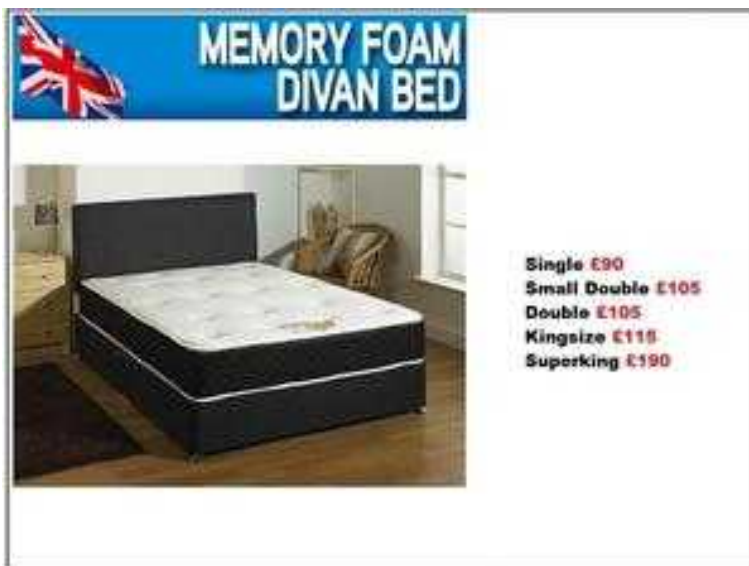 MEMORY FOAM
DIVAN BED
Single £90
Small Double £105
Double £105
Kingsize £115
Superking £190